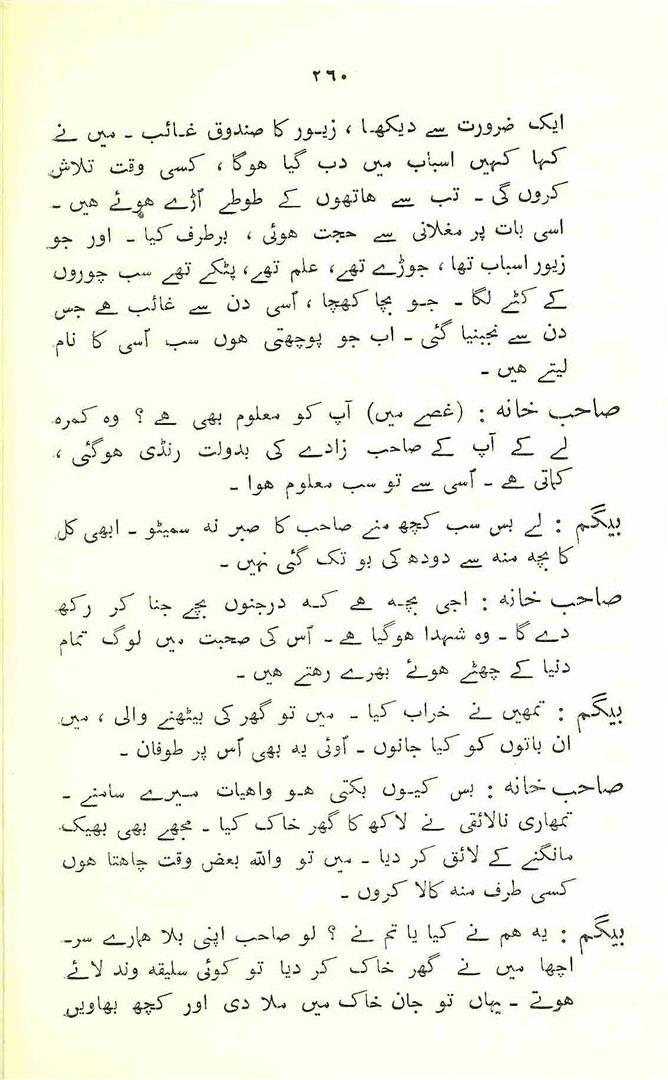 ۲۶۰
ایک ضرورت سے دیکھا ، زیور کا صندوق غائب ۔ میں نے
کہا کہیں اسباب میں دب گیا ہوگا ، کسی وقت تلاش
کروں گی ۔ تب سے ہاتھوں کے طوطے اُڑے ہوئے ہیں ۔
اسی بات پر مغلانی سے حجت ہوئی ، برطرف کیا ۔ اور جو
زیور اسباب تھا ، جوڑے تھے ، علم تھے ، پٹکے تھے سب چوروں
کے کٹے لگا ۔ جو بچا کھچا ، اُسی دن سے غائب ہے جس
دن سے نجبنیا گئی ۔ اب جو پوچھتی ہوں سب اُسی کا نام
لیتے ہیں ۔
صاحب خانہ : (غصے میں) آپ کو معلوم بھی ہے ؟ وہ کمرہ
لے کے آپ کے صاحب زادے کی بدولت رنڈی ہوگئی ،
کماتی ہے ۔ اُسی سے تو سب معلوم ہوا ۔
بیگم : لے بس سب کچھ منے صاحب کا صبر نہ سمیٹو ۔ ابھی کل
کا بچہ منہ سے دودھ کی بو تک گئی نہیں ۔
صاحب خانہ : اجی بچہ ہے کہ درجنوں بچے جنا کر رکھ
دے گا ۔ وہ شہدا ہوگیا ہے ۔ اُس کی صحبت میں لوگ تمام
دنیا کے چھٹے ہوئے بھرے رہتے ہیں ۔
بیگم : تمھیں نے خراب کیا ۔ میں تو گھر کی بیٹھنے والی ، میں
ان باتوں کو کیا جانوں ۔ اُوئی یہ بھی اُس پر طوفان ۔
صاحب خانہ : بس کیوں بکتی ہو واہیات میرے سامنے ۔
تمھاری نالائقی نے لاکھ کا گھر خاک کیا ۔ مجھے بھی بھیک
مانگنے کے لائق کر دیا ۔ میں تو واللہ بعض وقت چاہتا ہوں
کسی طرف منہ کالا کروں ۔
بیگم : یہ ہم نے کیا یا تم نے ؟ لو صاحب اپنی بلا ہمارے سر ۔
اچھا میں نے گھر خاک کر دیا تو کوئی سلیقہ وند لائے
ہوتے ۔ یہاں تو جان خاک میں ملا دی اور کچھ بھاویں